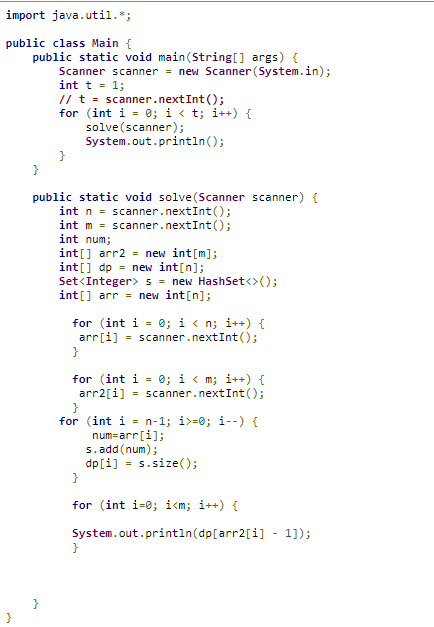 import java.util.*;

public class Main {
    public static void main(String[] args) {
        Scanner scanner = new Scanner(System.in);
        int t = 1;
        // t = scanner.nextInt();
        for (int i = 0; i < t; i++) {
            solve(scanner);
            System.out.println();
        }
    }

    public static void solve(Scanner scanner) {
        int n = scanner.nextInt();
        int m = scanner.nextInt();
        int num;
        int[] arr2 = new int[m];
        int[] dp = new int[n];
        Set<Integer> s = new HashSet<>();
        int[] arr = new int[n];

          for (int i = 0; i < n; i++) {
           arr[i] = scanner.nextInt();
          }

          for (int i = 0; i < m; i++) {
           arr2[i] = scanner.nextInt();
          }
        for (int i = n-1; i>=0; i--) {
             num=arr[i];
            s.add(num);
            dp[i] = s.size();
          }

          for (int i=0; i<m; i++) {

          System.out.println(dp[arr2[i] - 1]);
          }

    }
}